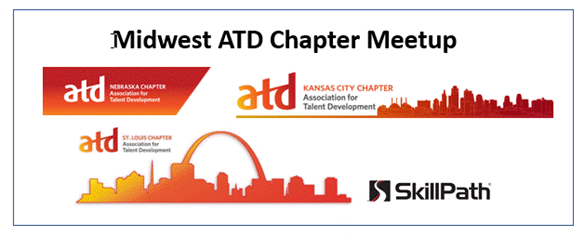 Midwest ATD Chapter Meetup
atd NEBRASKA CHAPTER
Association for
Talent Development
atd KANSAS CITY CHAPTER
Association for
Talent Development
atd ST. LOUIS CHAPTER
Association for
Talent Development
SkillPath®